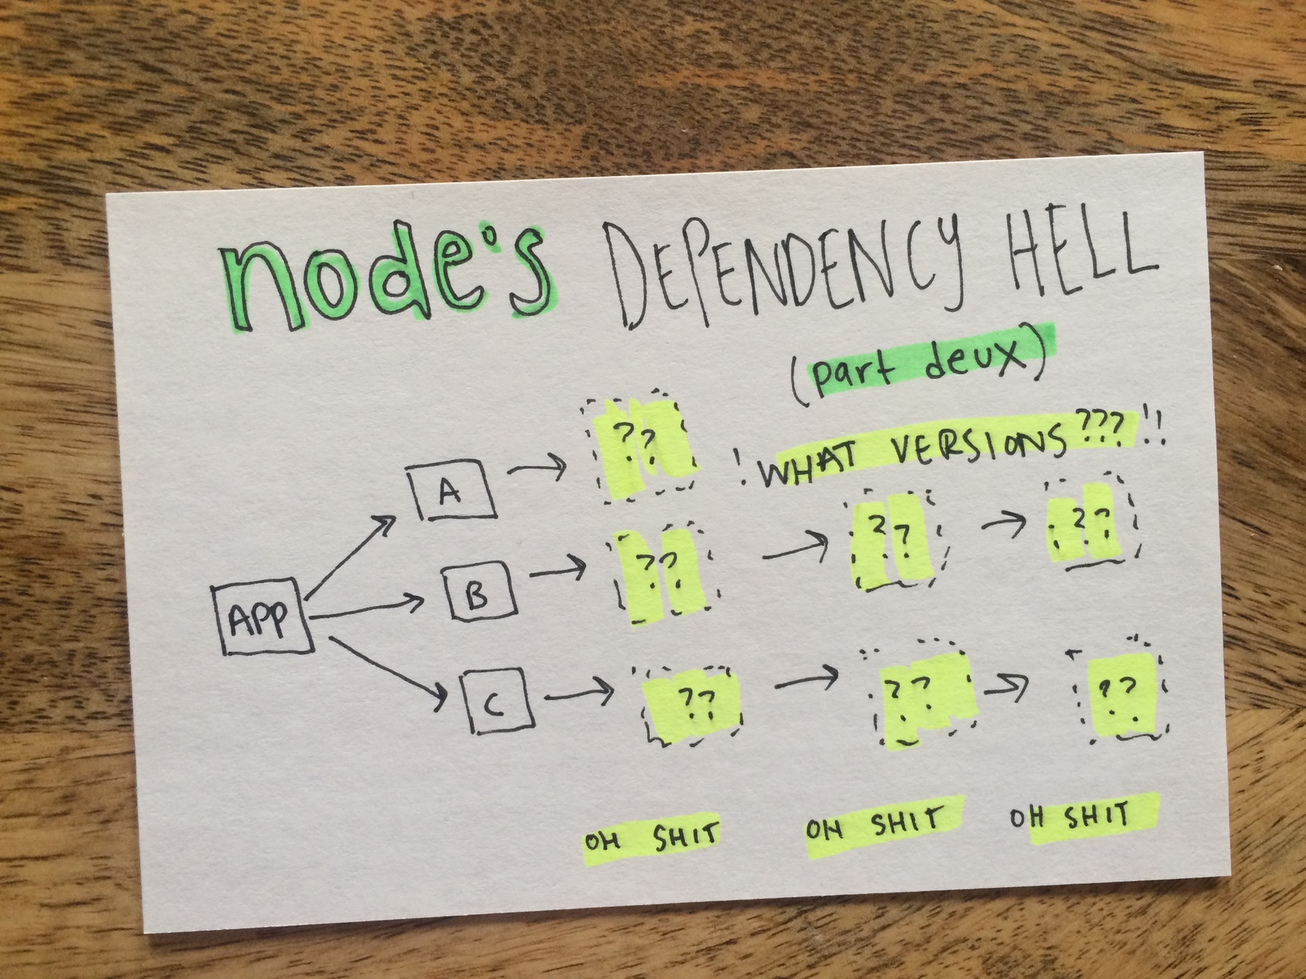 node's DEPENDENCY HELL
(part deux)
! WHAT VERSIONS ??? !!
A ??
B ?? ?? ??
APP
C ?? ?? ??
OH SHIT OH SHIT OH SHIT